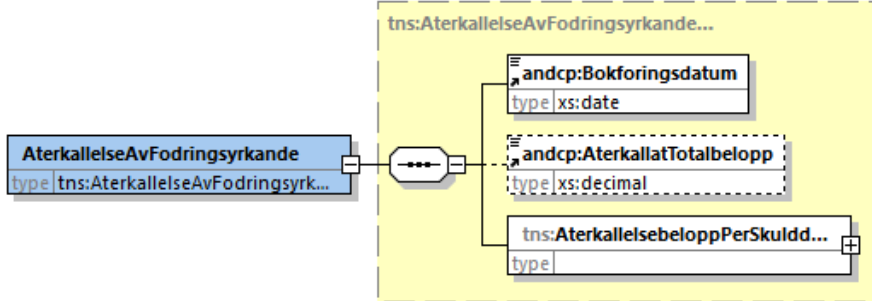 tns:AterkallelseAvFodringsyrkande...
andcp:Bokforingsdatum
type xs:date
AterkallelseAvFodringsyrkande
type tns:AterkallelseAvFodringsyrk...
andcp:AterkallatTotalbelopp
type xs:decimal
tns:AterkallelsebeloppPerSkuldd...
type